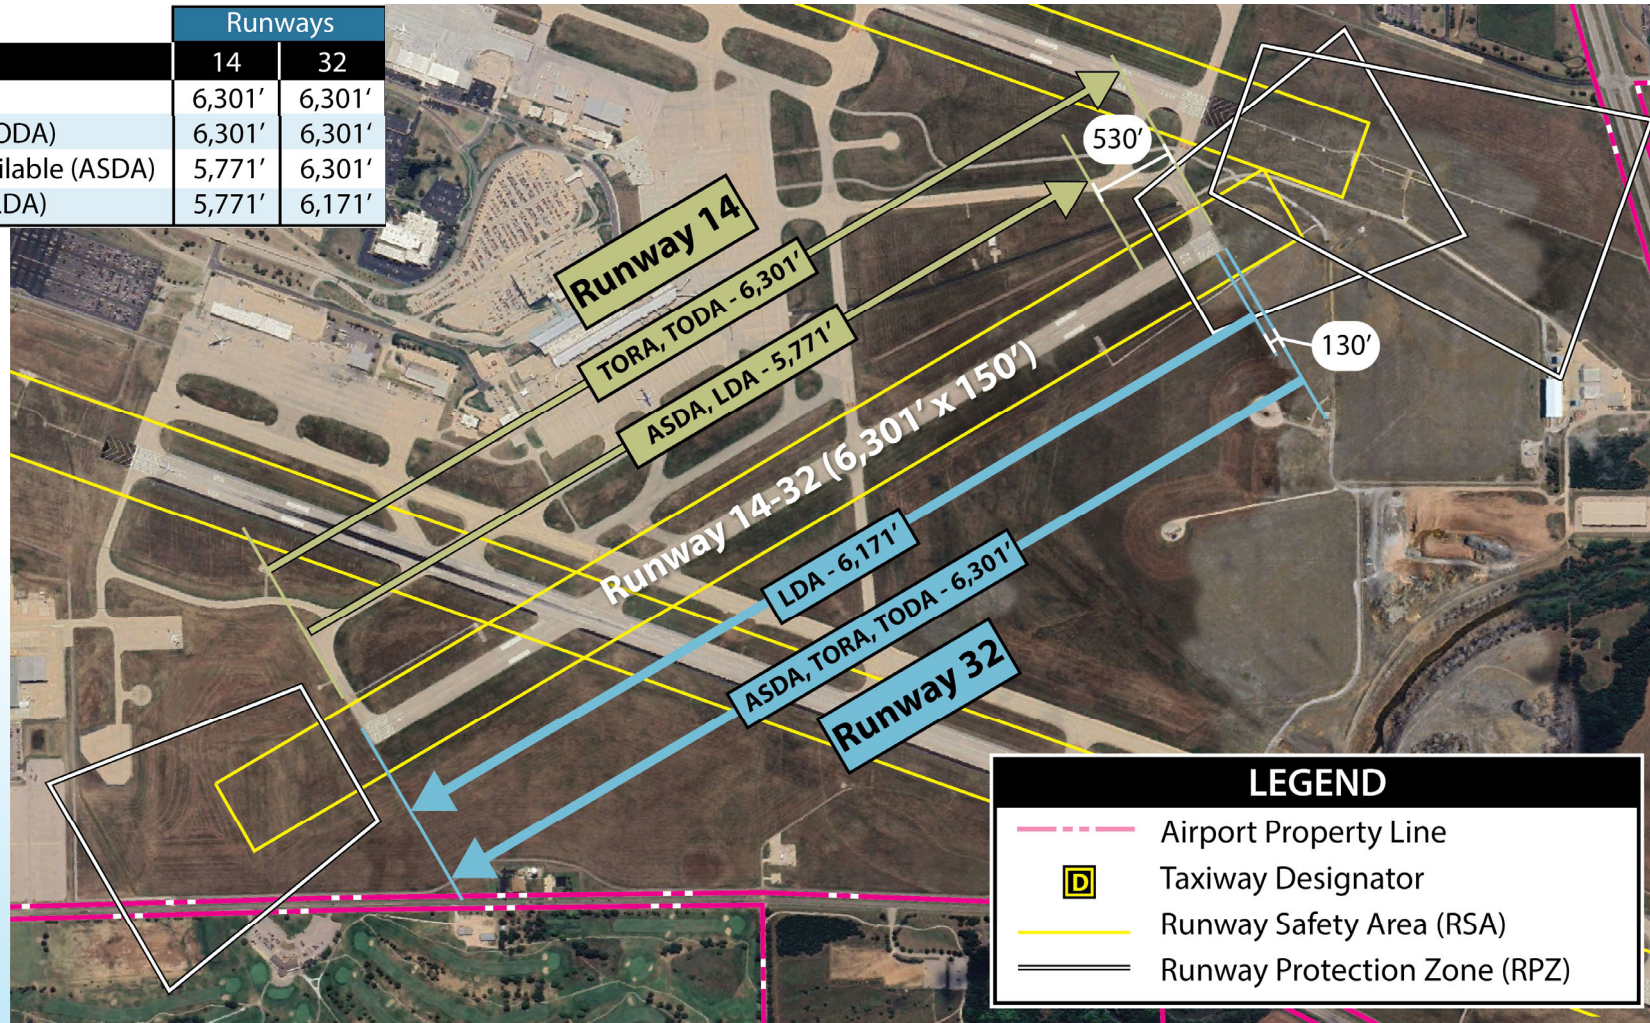 Runways
14 32
6,301' 6,301'
ODA) 6,301' 6,301‘
ilable (ASDA) 5,771' 6,301‘
LDA) 5,771' 6,171'
530'
Runway 14
TORA, TODA - 6,301'
ASDA, LDA - 5,771'
130'
Runway 14-32 (6,301' x 150')
LDA - 6,171'
ASDA, TORA, TODA - 6,301'
Runway 32
LEGEND
Airport Property Line
D Taxiway Designator
Runway Safety Area (RSA)
Runway Protection Zone (RPZ)